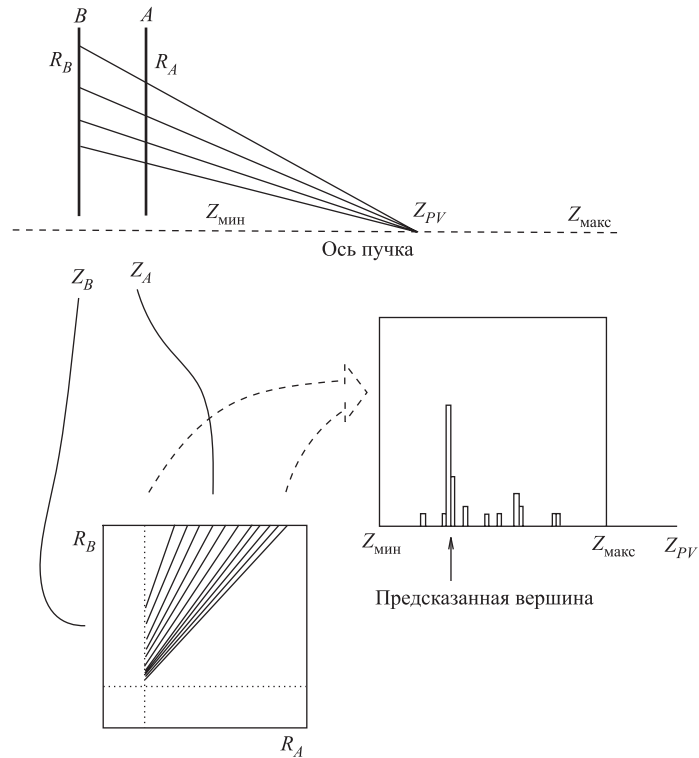 B A
R_B R_A
Z_мин Z_PV Z_макс
Ось пучка
Z_B Z_A
R_B
Z_мин Z_макс Z_PV
Предсказанная вершина
R_A